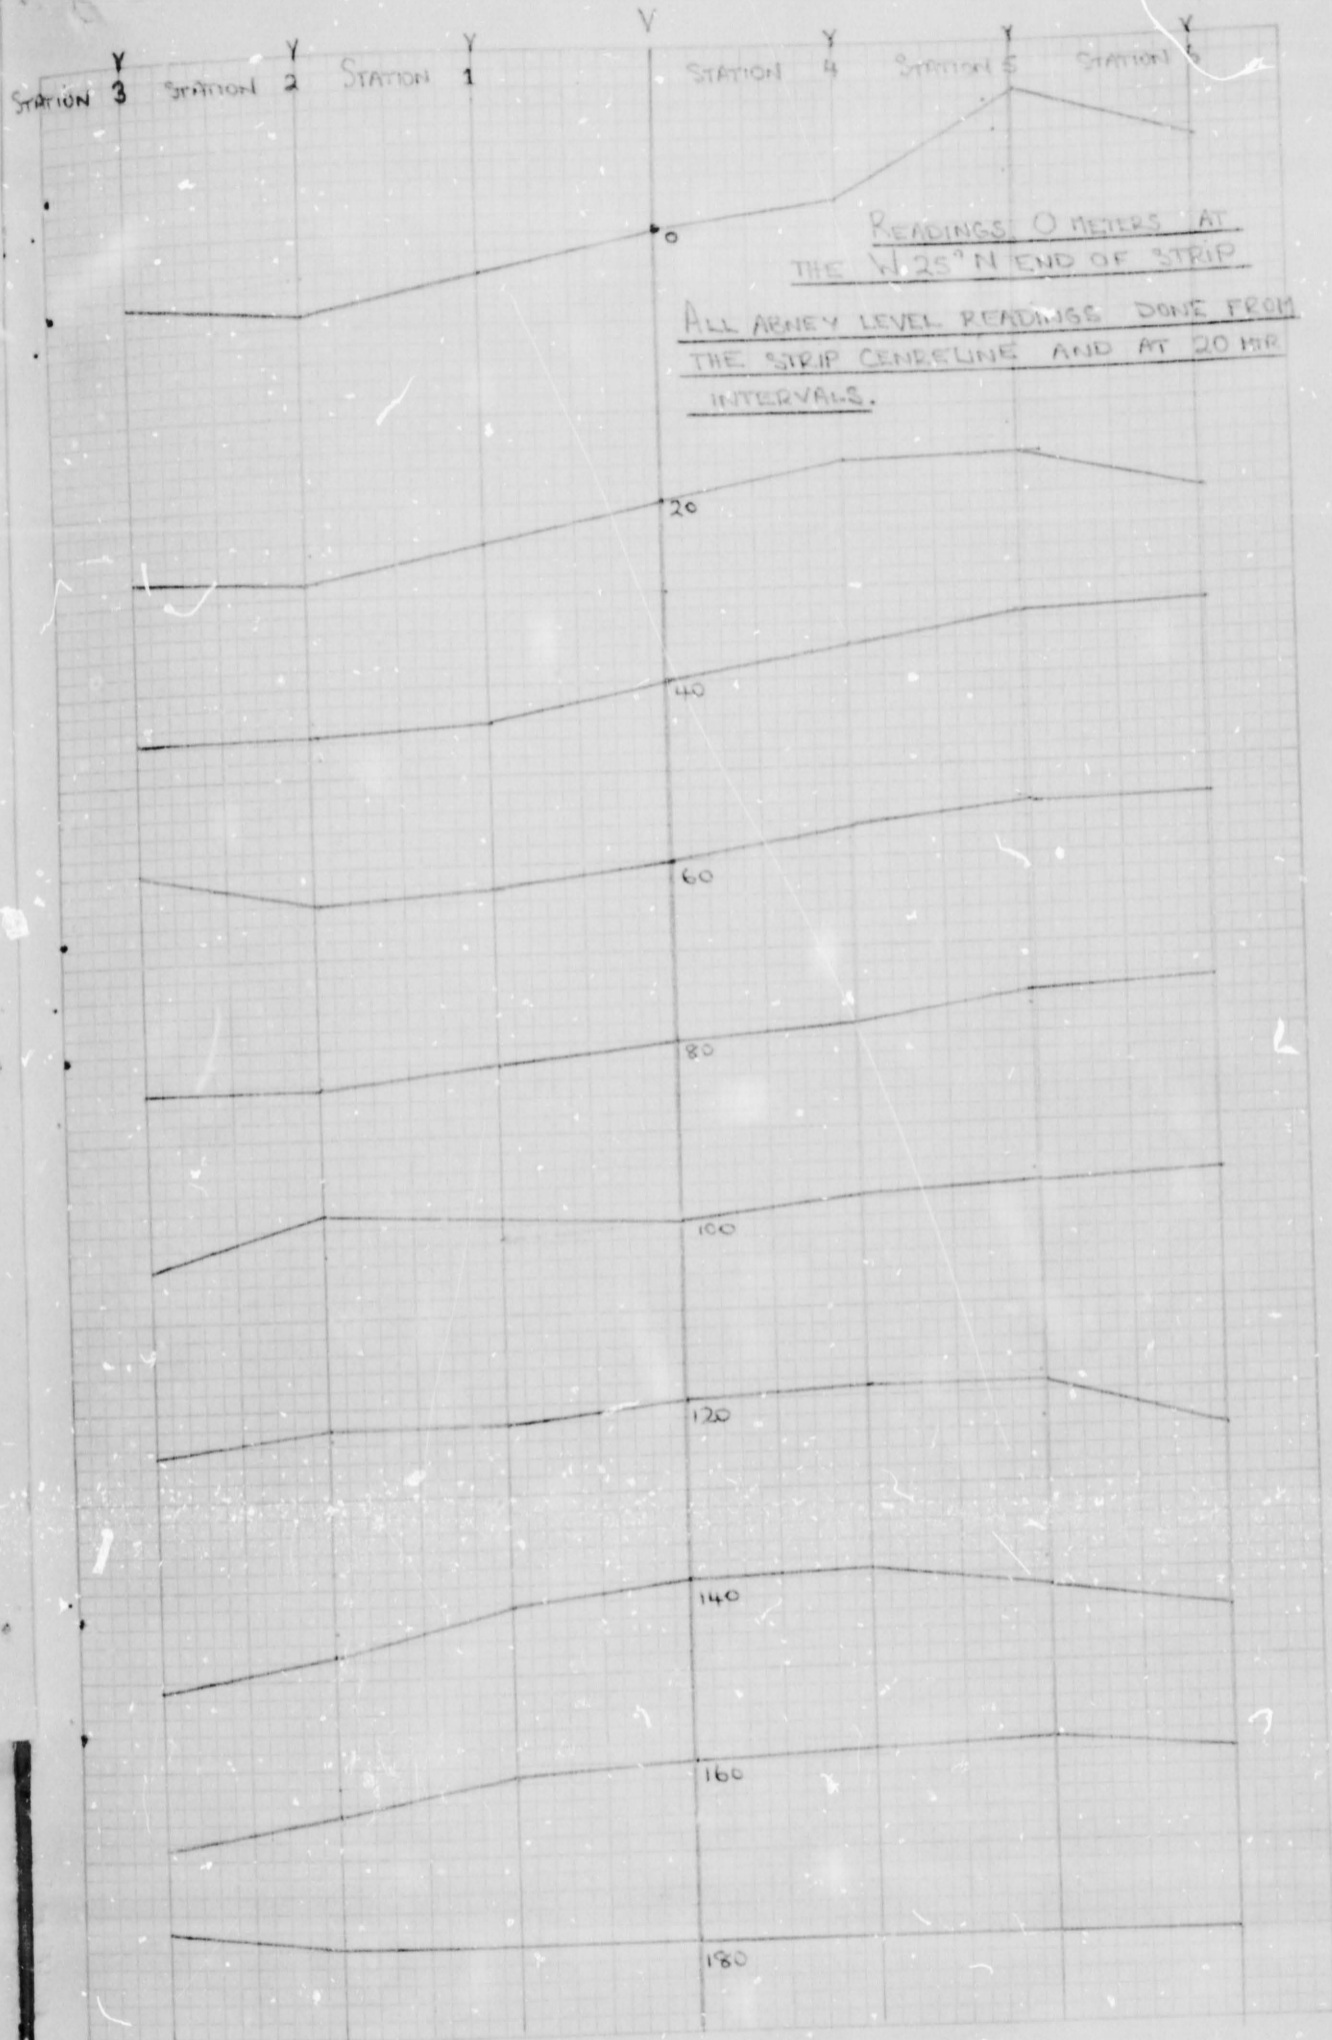 V
STATION 3 STATION 2 STATION 1 STATION 4 STATION 5 STATION 6
0
READINGS 0 METERS AT
THE W.25°N END OF STRIP
ALL ABNEY LEVEL READINGS DONE FROM
THE STRIP CENRELINE AND AT 20 MTR
INTERVALS.
20
40
60
80
100
120
140
160
180